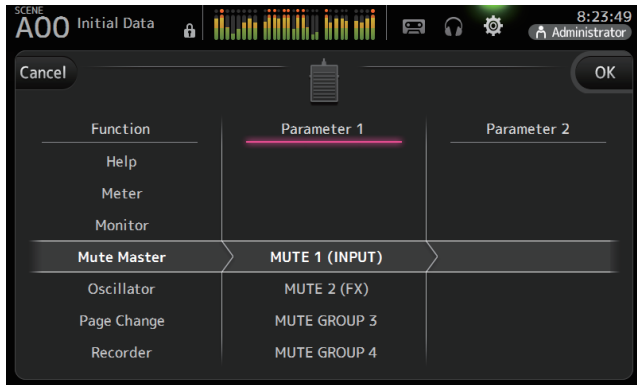 SCENE
A00 Initial Data
8:23:49
Administrator
Cancel
OK
Function Parameter 1 Parameter 2
Help
Meter
Monitor
Mute Master MUTE 1 (INPUT)
Oscillator MUTE 2 (FX)
Page Change MUTE GROUP 3
Recorder MUTE GROUP 4